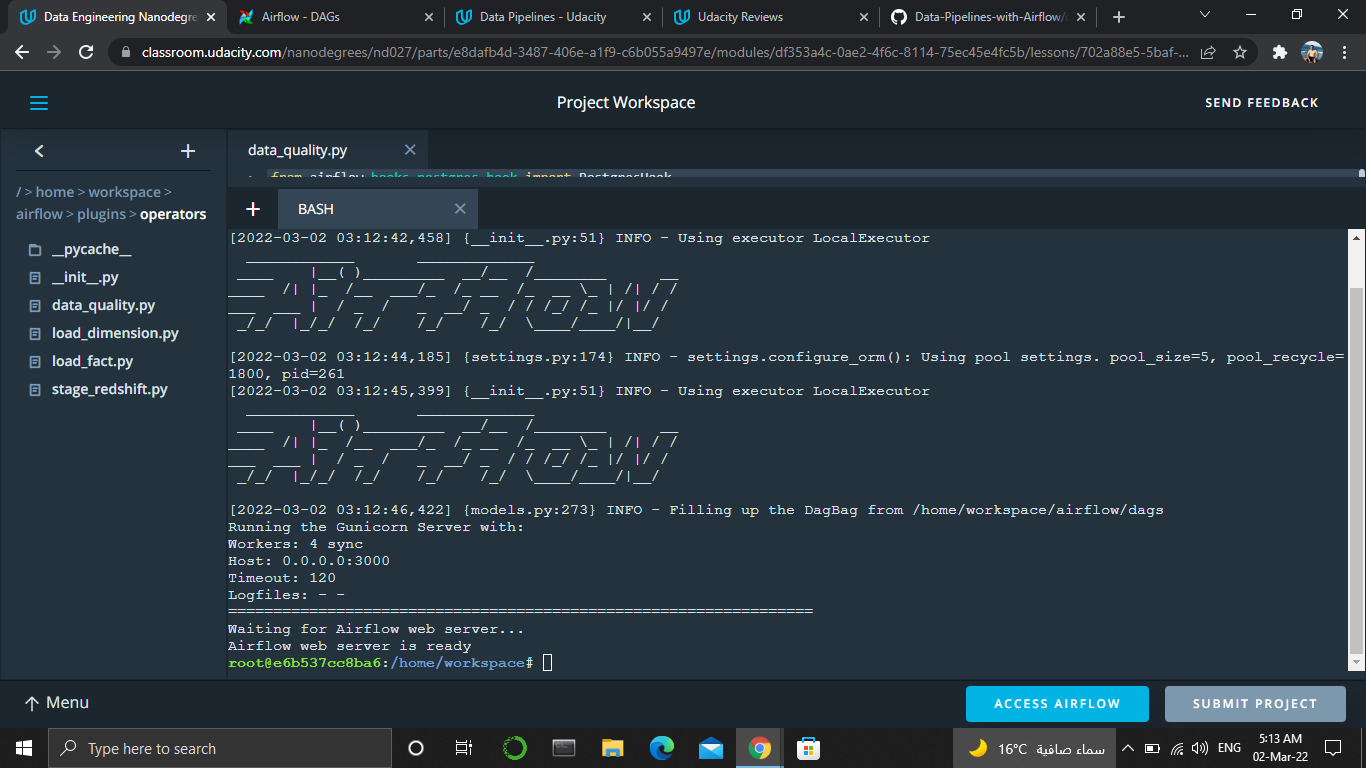 Data Engineering Nanodegre
Airflow - DAGs
Data Pipelines - Udacity
Udacity Reviews
Data-Pipelines-with-Airflow/
classroom.udacity.com/nanodegrees/nd027/parts/e8dafb4d-3487-406e-a1f9-c6b055a9497e/modules/df353a4c-0ae2-4f6c-8114-75ec45e4fc5b/lessons/702a88e5-5baf-...
Project Workspace
SEND FEEDBACK
data_quality.py
from airflow.hooks.postgres_hook import PostgresHook
/ > home > workspace >
airflow > plugins > operators
__pycache__
__init__.py
data_quality.py
load_dimension.py
load_fact.py
stage_redshift.py
BASH
[2022-03-02 03:12:42,458] {__init__.py:51} INFO - Using executor LocalExecutor
Airflow
[2022-03-02 03:12:44,185] {settings.py:174} INFO - settings.configure_orm(): Using pool settings. pool_size=5, pool_recycle=
1800, pid=261
[2022-03-02 03:12:45,399] {__init__.py:51} INFO - Using executor LocalExecutor
Airflow
[2022-03-02 03:12:46,422] {models.py:273} INFO - Filling up the DagBag from /home/workspace/airflow/dags
Running the Gunicorn Server with:
Workers: 4 sync
Host: 0.0.0.0:3000
Timeout: 120
Logfiles: - -
=================================================================
Waiting for Airflow web server...
Airflow web server is ready
root@e6b537cc8ba6:/home/workspace#
Menu
ACCESS AIRFLOW
SUBMIT PROJECT
Type here to search
16°C سماء صافية
ENG
5:13 AM
02-Mar-22